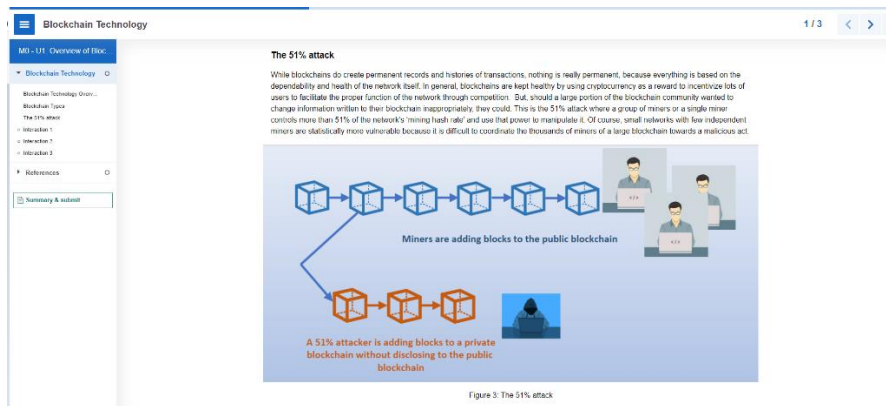 Blockchain Technology
1 / 3
M0 - U1. Overview of Bloc
Blockchain Technology
Blockchain Technology Overv...
Blockchain Types
The 51% attack
Interaction 1
Interaction 2
Interaction 3
References
Summary & submit
The 51% attack
While blockchains do create permanent records and histories of transactions, nothing is really permanent, because everything is based on the
dependability and health of the network itself. In general, blockchains are kept healthy by using cryptocurrency as a reward to incentivize lots of
users to facilitate the proper function of the network through competition. But, should a large portion of the blockchain community wanted to
change information written to their blockchain inappropriately, they could. This is the 51% attack where a group of miners or a single miner
controls more than 51% of the network's 'mining hash rate' and use that power to manipulate it. Of course, small networks with few independent
miners are statistically more vulnerable because it is difficult to coordinate the thousands of miners of a large blockchain towards a malicious act.
</>
</>
Miners are adding blocks to the public blockchain
A 51% attacker is adding blocks to a private
blockchain without disclosing to the public
blockchain
Figure 3: The 51% attack